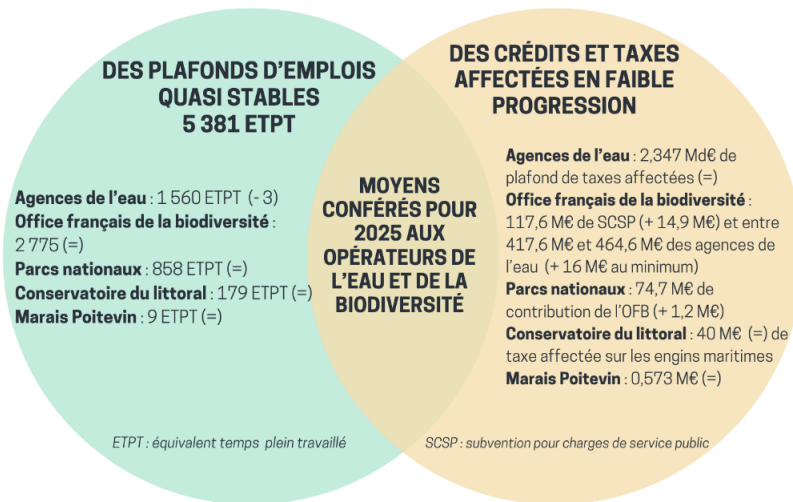 DES PLAFONDS D’EMPLOIS
QUASI STABLES
5 381 ETPT
Agences de l’eau : 1 560 ETPT (- 3)
Office français de la biodiversité :
2 775 (=)
Parcs nationaux : 858 ETPT (=)
Conservatoire du littoral : 179 ETPT (=)
Marais Poitevin : 9 ETPT (=)
ETPT : équivalent temps plein travaillé
MOYENS
CONFÉRÉS POUR
2025 AUX
OPÉRATEURS DE
L’EAU ET DE LA
BIODIVERSITÉ
DES CRÉDITS ET TAXES
AFFECTÉES EN FAIBLE
PROGRESSION
Agences de l’eau : 2,347 Md€ de
plafond de taxes affectées (=)
Office français de la biodiversité :
117,6 M€ de SCSP (+ 14,9 M€) et entre
417,6 M€ et 464,6 M€ des agences de
l’eau (+ 16 M€ au minimum)
Parcs nationaux : 74,7 M€ de
contribution de l’OFB (+ 1,2 M€)
Conservatoire du littoral : 40 M€ (=) de
taxe affectée sur les engins maritimes
Marais Poitevin : 0,573 M€ (=)
SCSP : subvention pour charges de service public